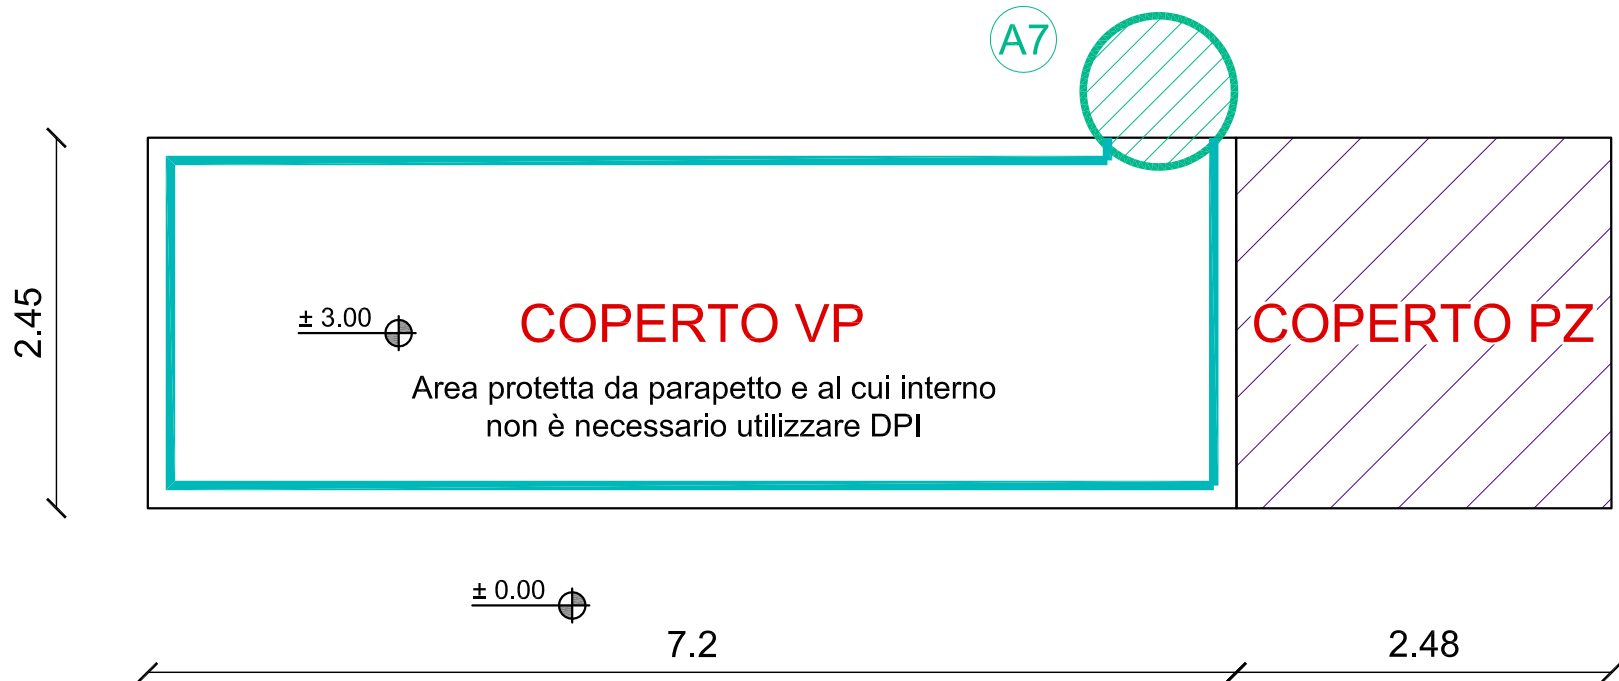 A7
2.45
± 3.00
COPERTO VP
COPERTO PZ
Area protetta da parapetto e al cui interno
non è necessario utilizzare DPI
± 0.00
7.2
2.48